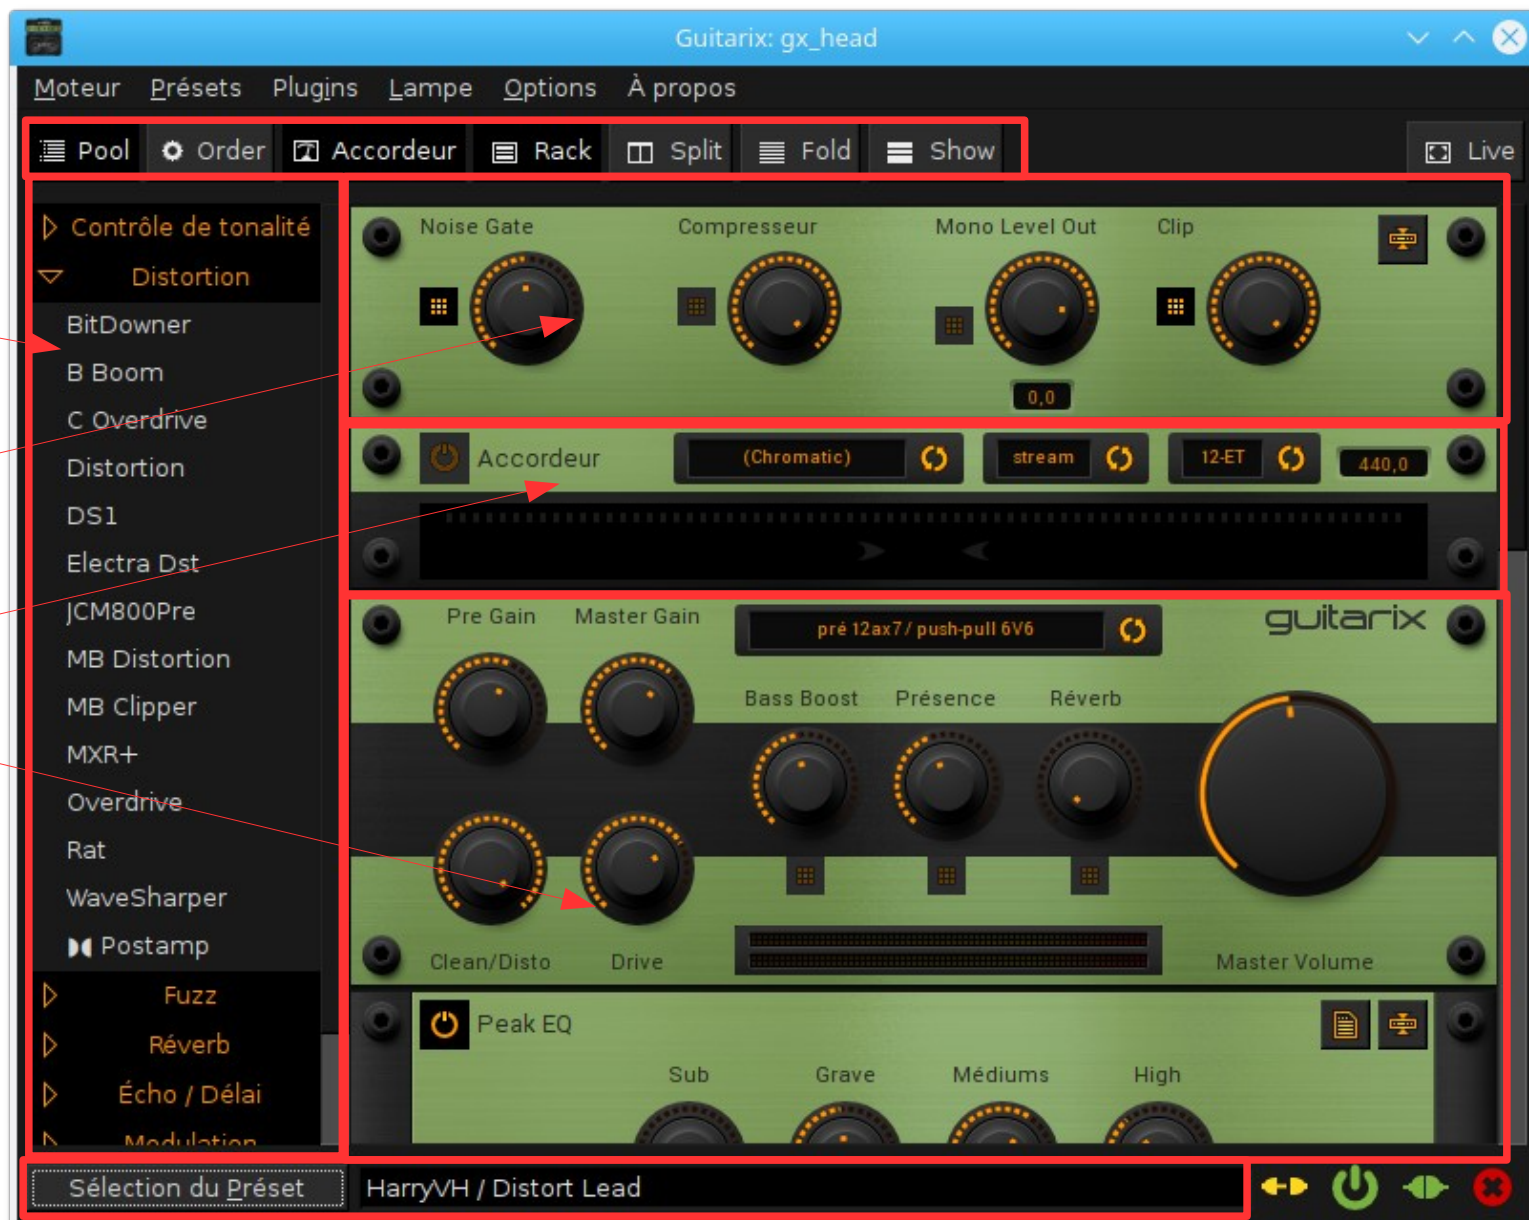 Guitarix: gx_head
Moteur Présets Plugins Lampe Options À propos
Pool Order Accordeur Rack Split Fold Show Live
Contrôle de tonalité
Distortion
BitDowner
B Boom
C Overdrive
Distortion
DS1
Electra Dst
JCM800Pre
MB Distortion
MB Clipper
MXR+
Overdrive
Rat
WaveSharper
Postamp
Fuzz
Réverb
Écho / Délai
Modulation
Noise Gate Compresseur Mono Level Out Clip
0,0
Accordeur (Chromatic) stream 12-ET 440,0
Pre Gain Master Gain pré 12ax7 / push-pull 6V6 guitarix
Bass Boost Présence Réverb
Clean/Disto Drive Master Volume
Peak EQ
Sub Grave Médiums High
Sélection du Préset HarryVH / Distort Lead